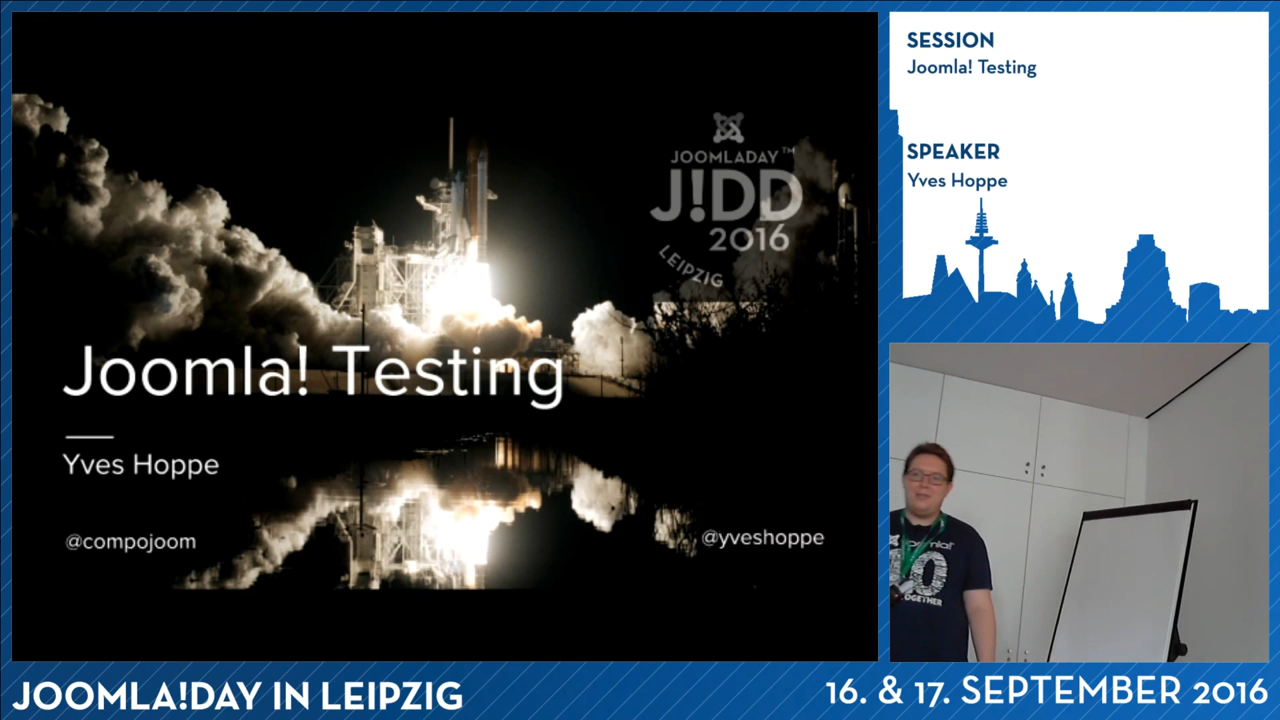 JOOMLADAY™
J!DD
2016
LEIPZIG
Joomla! Testing
Yves Hoppe
@compojoom
@yveshoppe
SESSION
Joomla! Testing
SPEAKER
Yves Hoppe
OGETHER
JOOMLA!DAY IN LEIPZIG
16. & 17. SEPTEMBER 2016